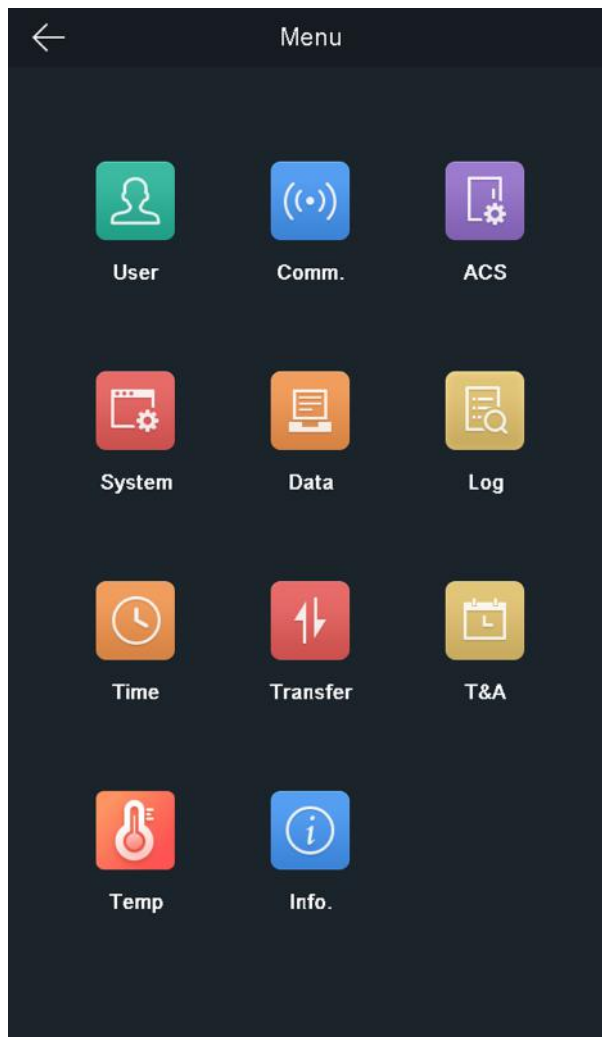 Menu
User Comm. ACS
System Data Log
Time Transfer T&A
Temp Info.